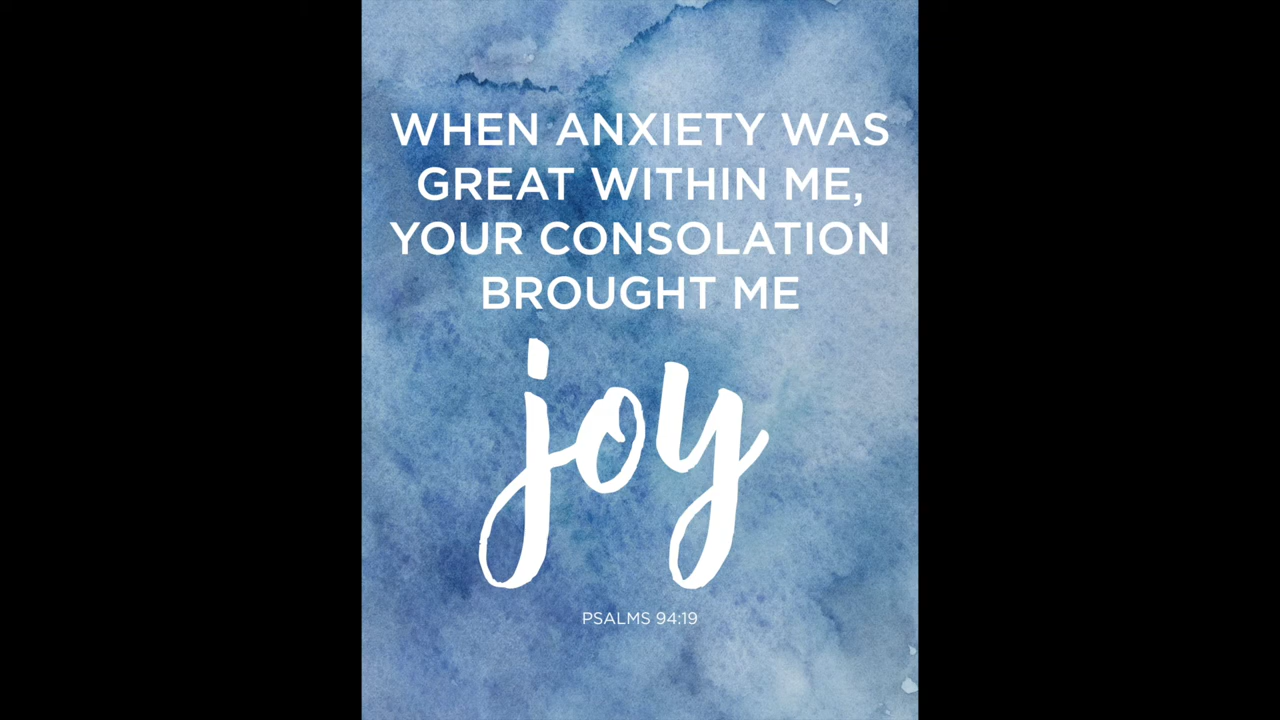 WHEN ANXIETY WAS
GREAT WITHIN ME,
YOUR CONSOLATION
BROUGHT ME
joy
PSALMS 94:19